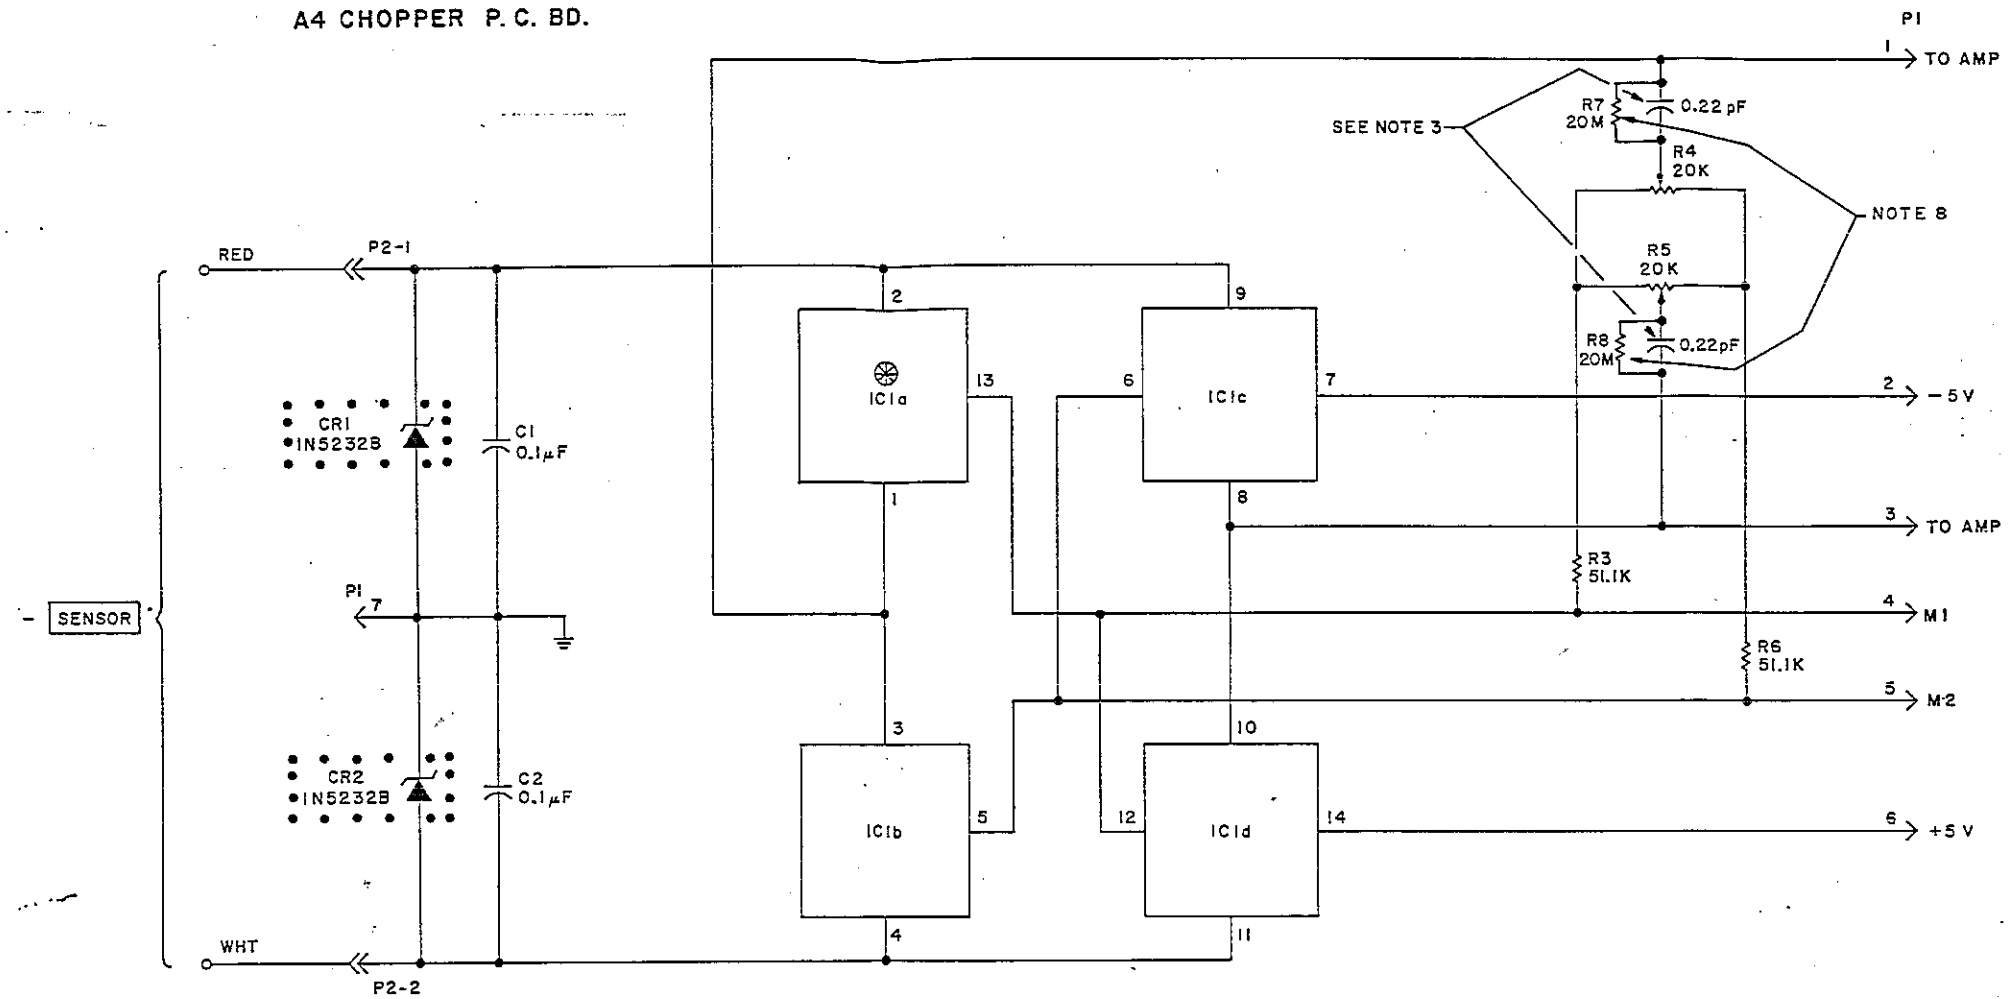 A4 CHOPPER P. C. BD.
P1
1
TO AMP
R7
20M
0.22 pF
SEE NOTE 3
R4
20K
NOTE 8
RED
P2-1
R5
20K
2
9
R8
20M
0.22pF
13
6
7
2
-5V
IC1a
IC1c
CR1
1N5232B
C1
0.1µF
1
8
3
TO AMP
R3
51.1K
P1
7
4
M1
- SENSOR
R6
51.1K
5
M2
3
10
CR2
1N5232B
C2
0.1µF
5
12
14
6
+5V
IC1b
IC1d
4
11
WHT
P2-2